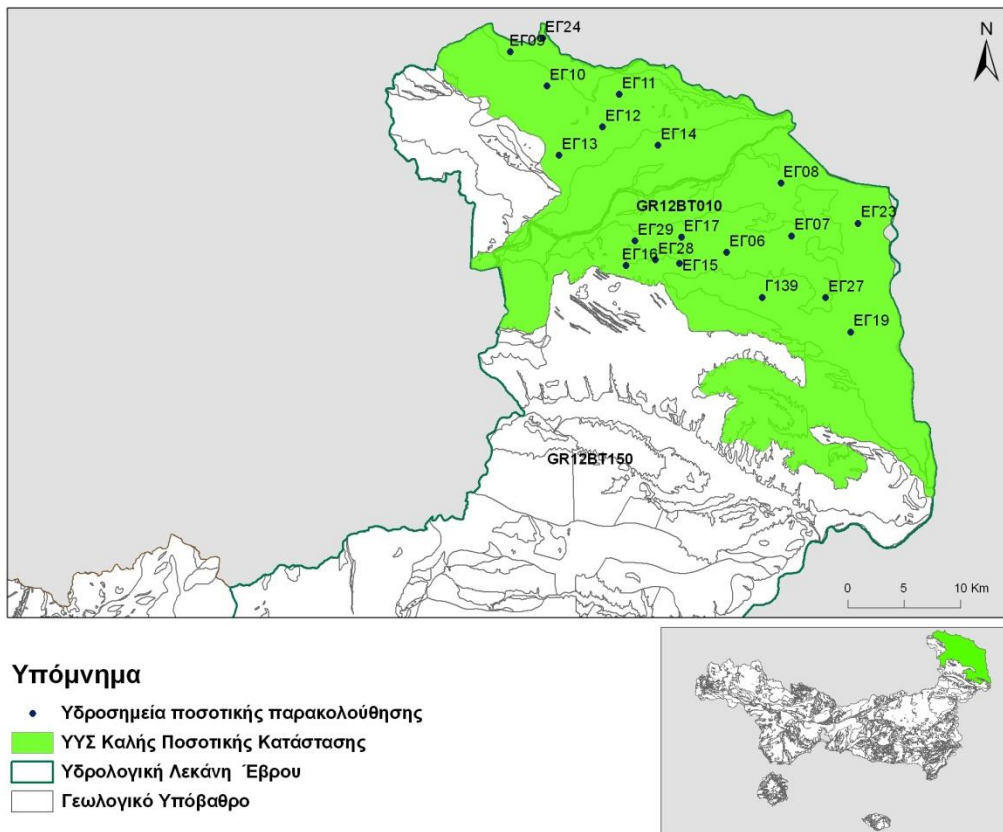 ΕΓ24
ΕΓ09
N
ΕΓ10
ΕΓ11
ΕΓ12
ΕΓ14
ΕΓ13
ΕΓ08
GR12BT010
ΕΓ23
ΕΓ17
ΕΓ07
ΕΓ29
ΕΓ06
ΕΓ28
ΕΓ16
ΕΓ15
Γ139
ΕΓ27
ΕΓ19
GR12BT150
0 5 10 Km
Υπόμνημα
Υδροσημεία ποσοτικής παρακολούθησης
ΥΥΣ Καλής Ποσοτικής Κατάστασης
Υδρολογική Λεκάνη Έβρου
Γεωλογικό Υπόβαθρο